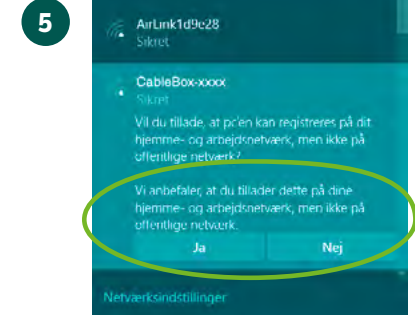 5
AirLink1d9e28
Sikret
CableBox-xxxx
Sikret
Vil du tillade, at pc'en kan registreres på dit
hjemme- og arbejdsnetværk, men ikke på
offentlige netværk?
Vi anbefaler, at du tillader dette på dine
hjemme- og arbejdsnetværk, men ikke på
offentlige netværk.
Ja Nej
Netværksindstillinger